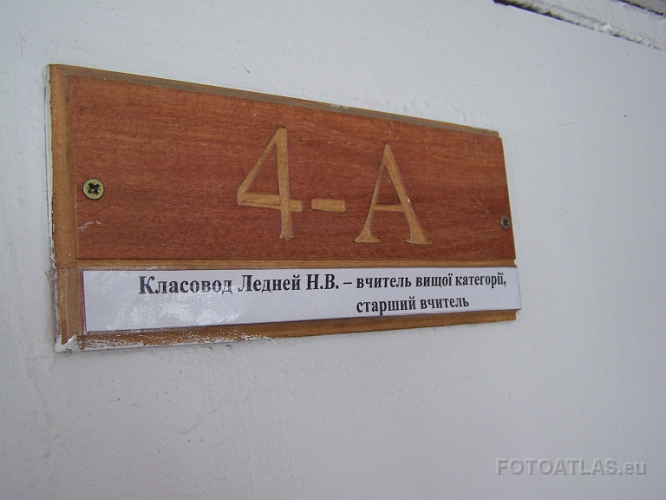 4-А
Класовод Ледней Н.В. – вчитель вищої категорії,
старший вчитель
FOTOATLAS.eu